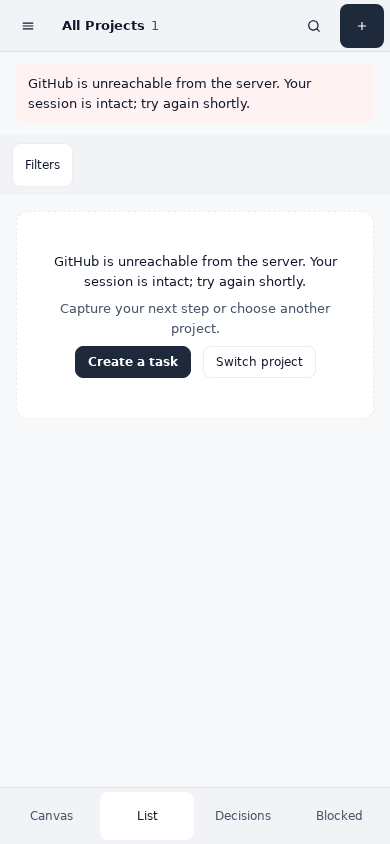 All Projects 1
GitHub is unreachable from the server. Your
session is intact; try again shortly.
Filters
GitHub is unreachable from the server. Your
session is intact; try again shortly.
Capture your next step or choose another
project.
Create a task Switch project
Canvas List Decisions Blocked